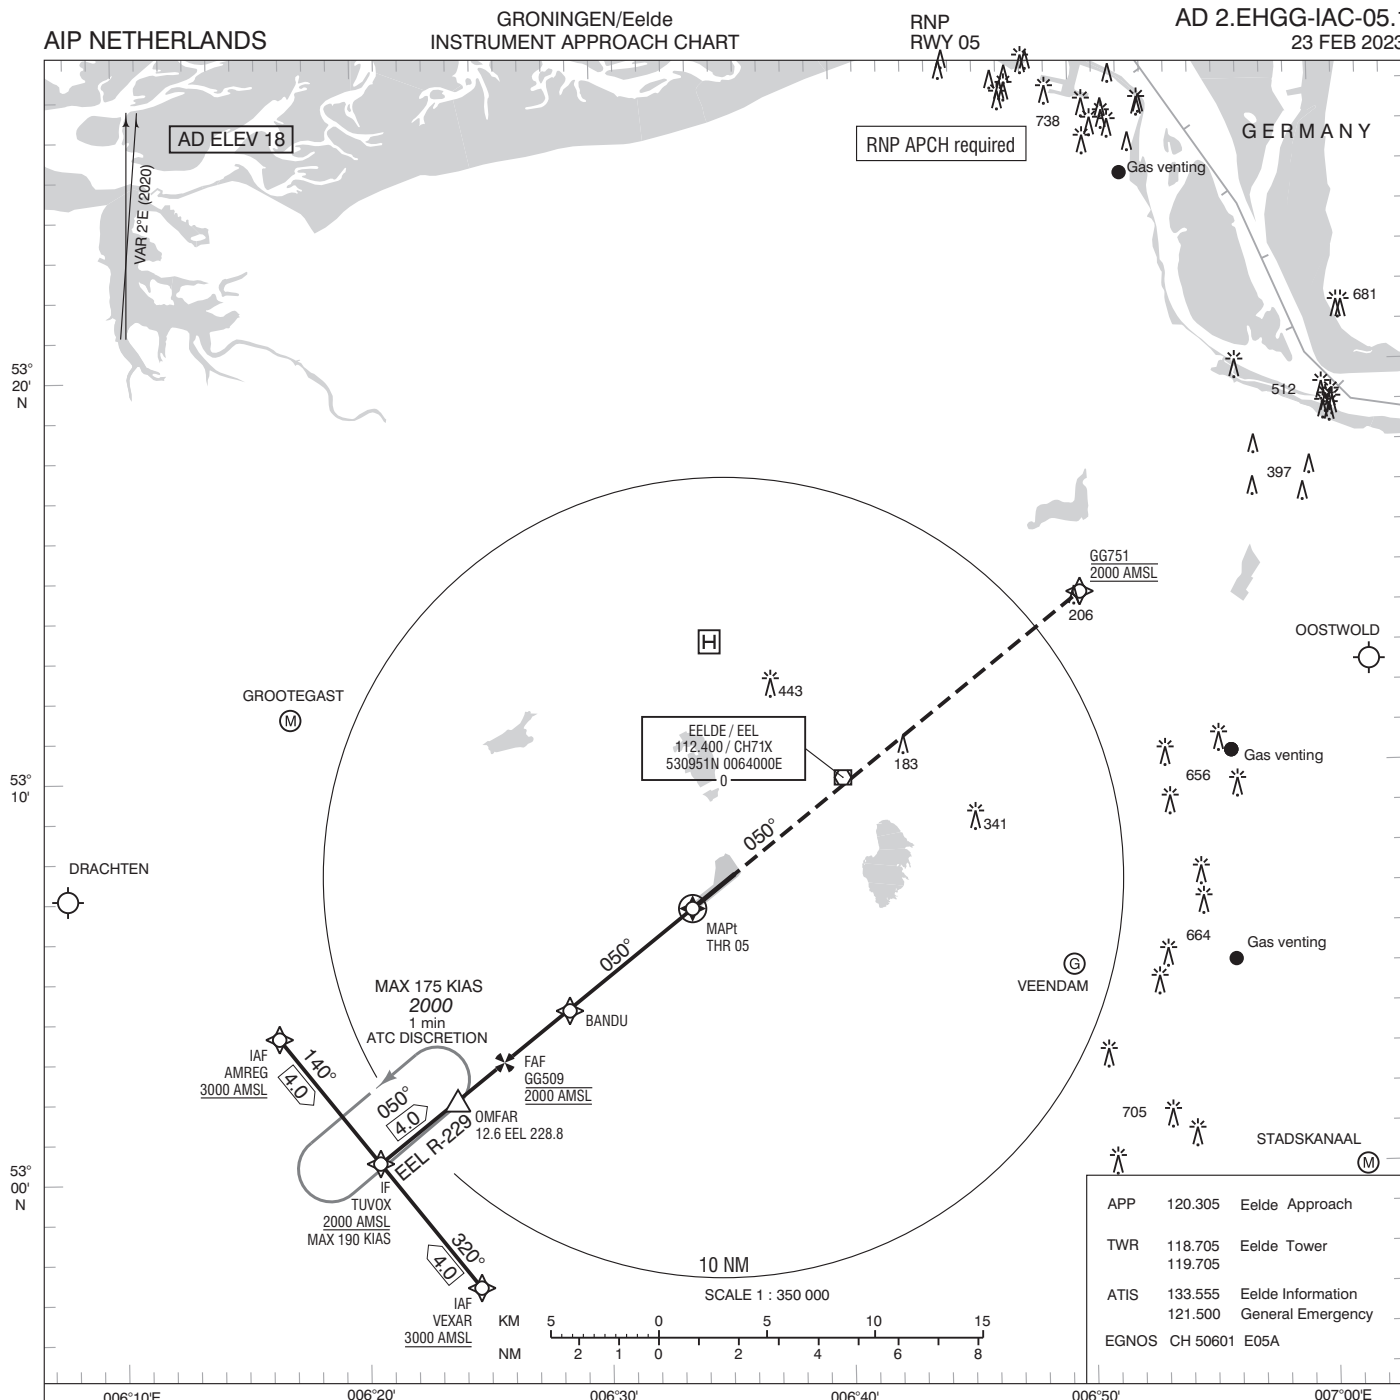 AIP NETHERLANDS
GRONINGEN/Eelde
INSTRUMENT APPROACH CHART
RNP
RWY 05
AD 2.EHGG-IAC-05.
23 FEB 2023
AD ELEV 18
VAR 2°E (2020)
RNP APCH required
738
Gas venting
GERMANY
681
53°
20'
N
512
397
GG751
2000 AMSL
206
OOSTWOLD
H
443
GROOTEGAST
M
EELDE / EEL
112.400 / CH71X
530951N 0064000E
0
183
Gas venting
656
53°
10'
341
050°
DRACHTEN
MAPt
THR 05
664
Gas venting
050°
G
VEENDAM
MAX 175 KIAS
2000
1 min
ATC DISCRETION
BANDU
IAF
AMREG
3000 AMSL
140°
4.0
FAF
GG509
2000 AMSL
050°
4.0
OMFAR
12.6 EEL 228.8
EEL R-229
705
STADSKANAAL
M
53°
00'
N
IF
TUVOX
2000 AMSL
MAX 190 KIAS
320°
4.0
IAF
VEXAR
3000 AMSL
10 NM
SCALE 1 : 350 000
KM 5 0 5 10 15
NM 2 1 0 2 4 6 8
APP 120.305 Eelde Approach
TWR 118.705 Eelde Tower
119.705
ATIS 133.555 Eelde Information
121.500 General Emergency
EGNOS CH 50601 E05A
006°10'E 006°20' 006°30' 006°40' 006°50' 007°00'E